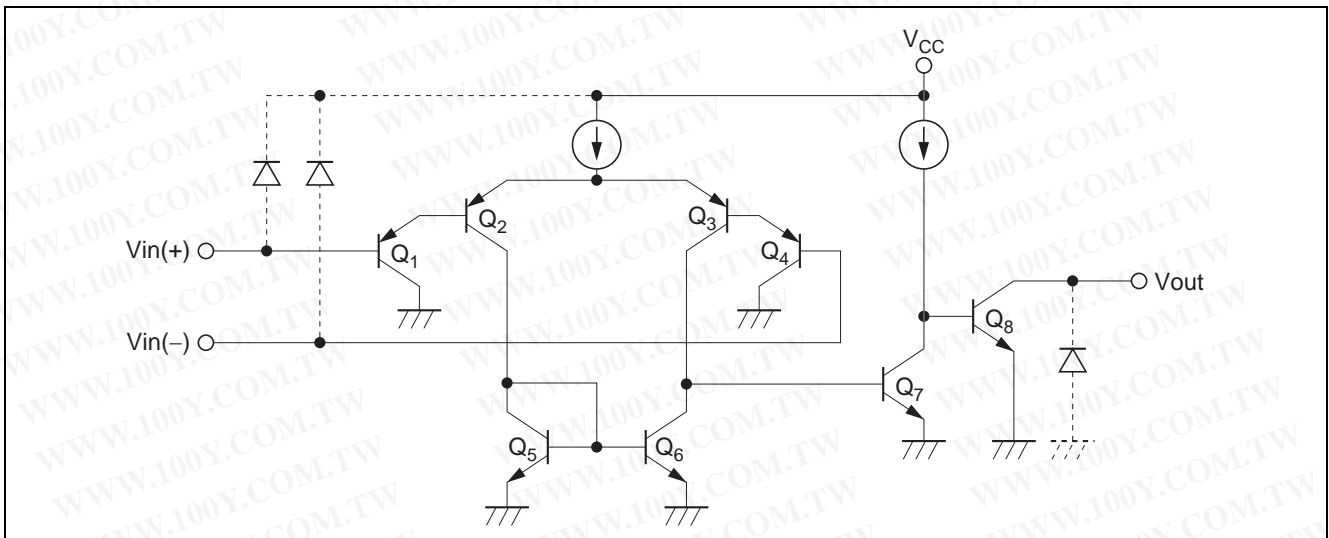 VCC
Vin(+)
Q1
Q2
Q3
Q4
Vout
Vin(−)
Q8
Q7
Q5
Q6
WWW.100Y.COM.TW